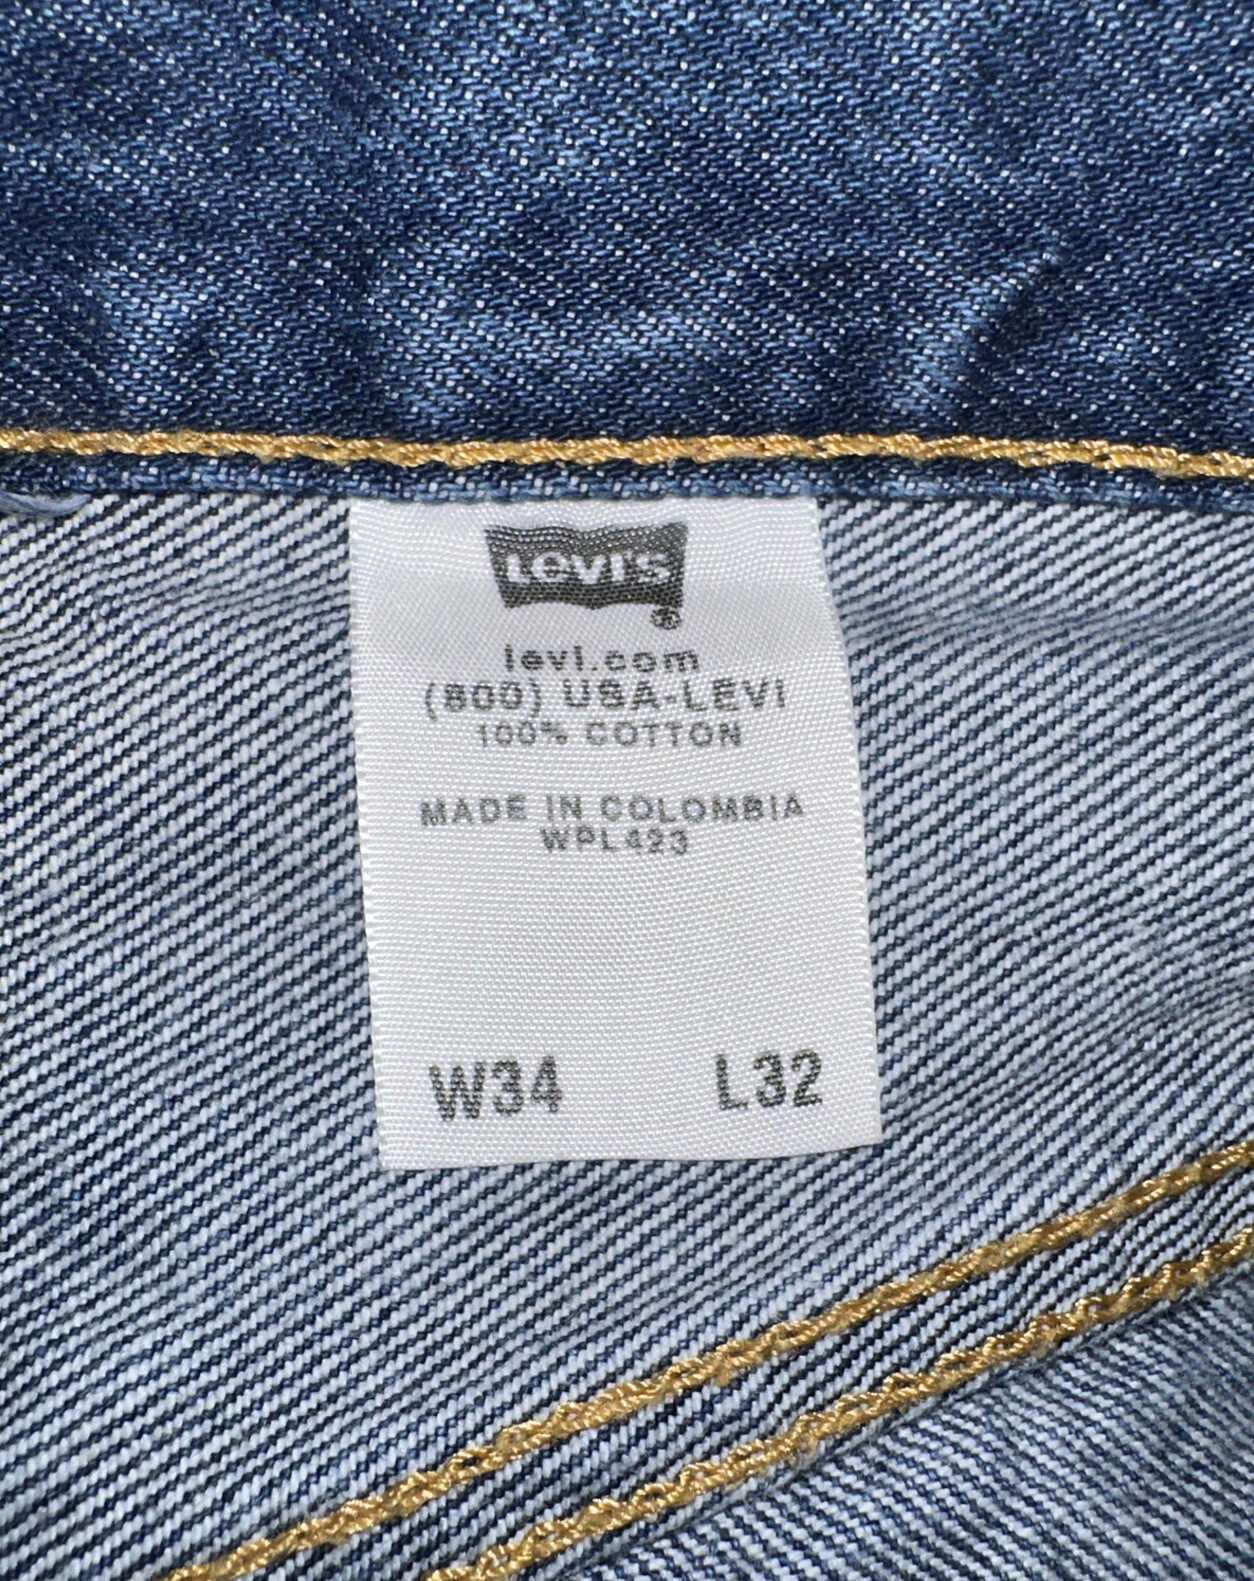 LEVI'S
®
levi.com
(800) USA-LEVI
100% COTTON
MADE IN COLOMBIA
WPL423
W34 L32